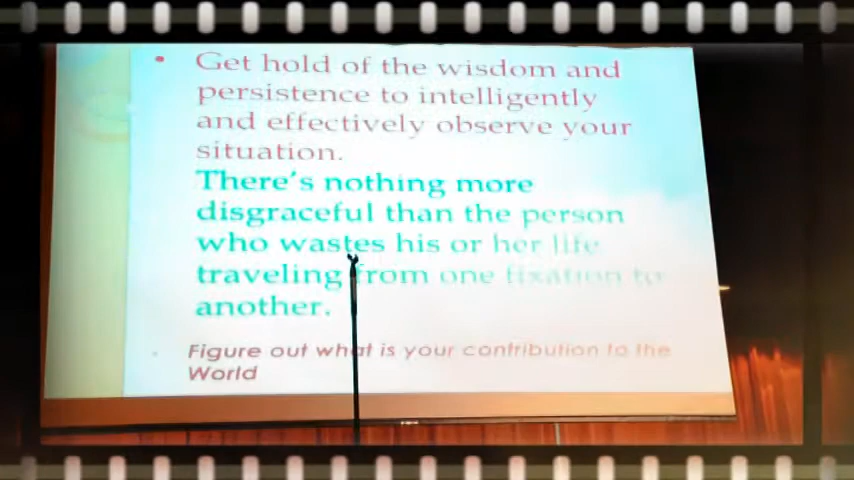 • Get hold of the wisdom and
persistence to intelligently
and effectively observe your
situation.
There's nothing more
disgraceful than the person
who wastes his or her life
traveling from one fixation to
another.
Figure out what is your contribution to the
World